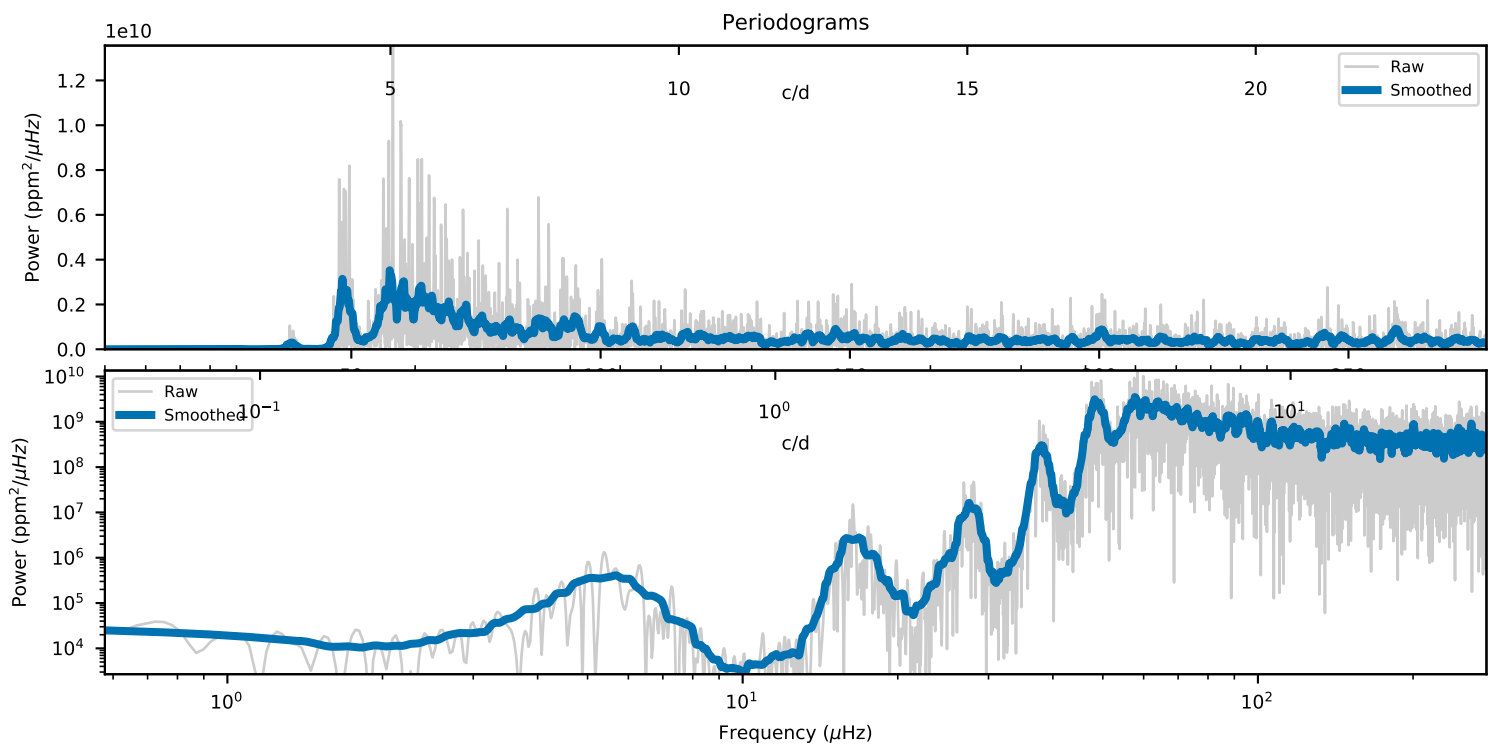 Periodograms
1e10
5 10 15 20
c/d
Raw
Smoothed
1.2
1.0
0.8
0.6
0.4
0.2
0.0
Power (ppm²/μHz)
Raw
Smoothed
10⁻¹ 10⁰ 10¹
c/d
10¹⁰
10⁹
10⁸
10⁷
10⁶
10⁵
10⁴
Power (ppm²/μHz)
10⁰ 10¹ 10²
Frequency (μHz)